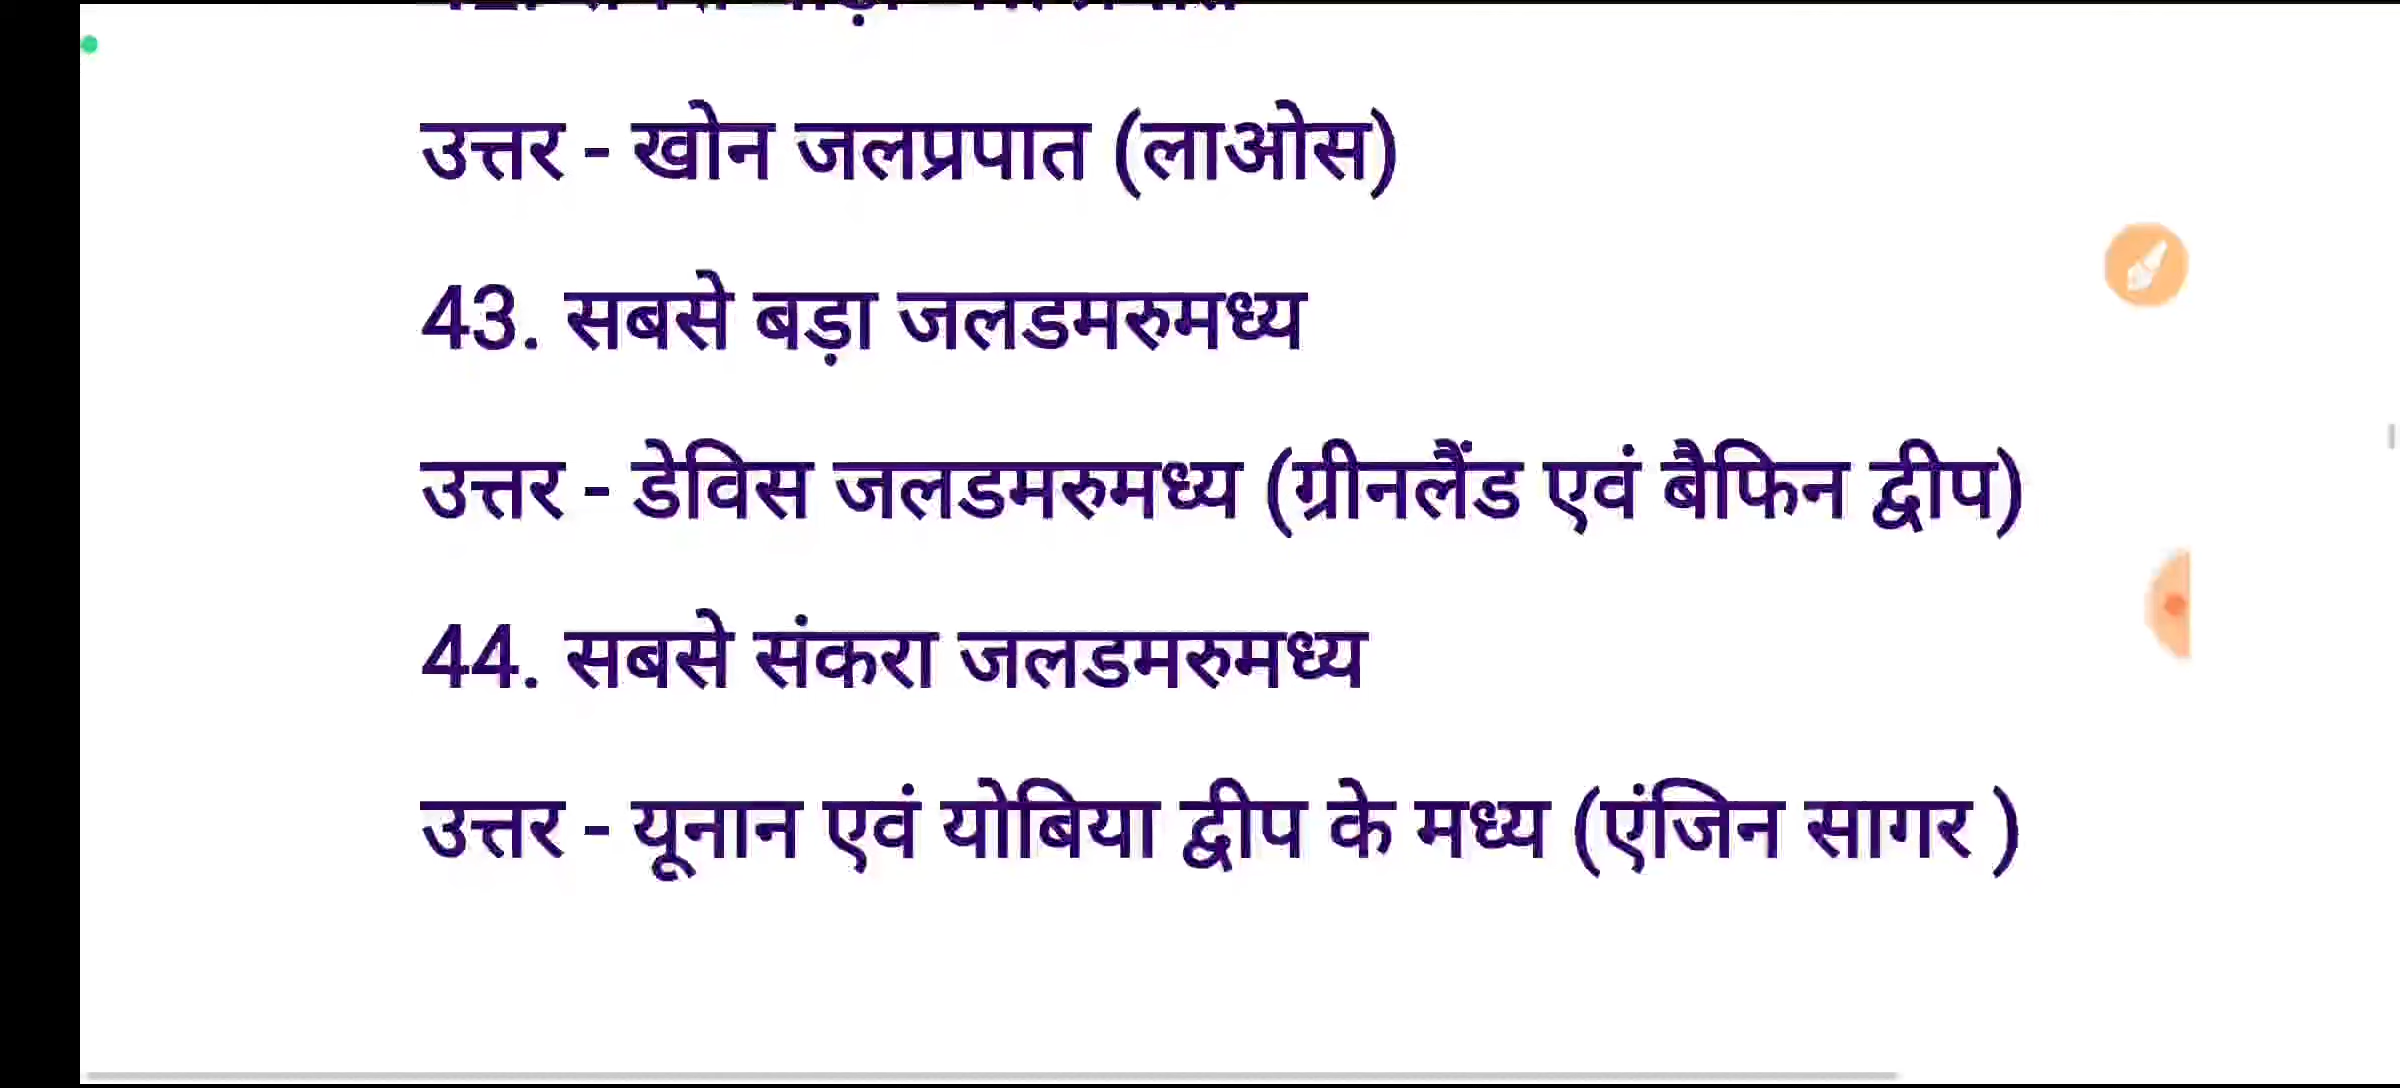 उत्तर - खोन जलप्रपात (लाओस)
43. सबसे बड़ा जलडमरुमध्य
उत्तर - डेविस जलडमरुमध्य (ग्रीनलैंड एवं बैफिन द्वीप)
44. सबसे संकरा जलडमरुमध्य
उत्तर - यूनान एवं योबिया द्वीप के मध्य (एंजिन सागर )